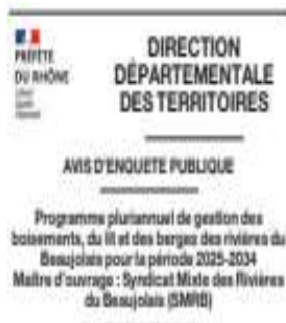 PRÉFÈTE
DU RHÔNE
DIRECTION
DÉPARTEMENTALE
DES TERRITOIRES
AVIS D'ENQUETE PUBLIQUE
Programme pluriannuel de gestion des
boisements, du lit et des berges des rivières du
Beaujolais pour la période 2025-2034
Maître d'ouvrage : Syndicat Mixte des Rivières
du Beaujolais (SMRB)